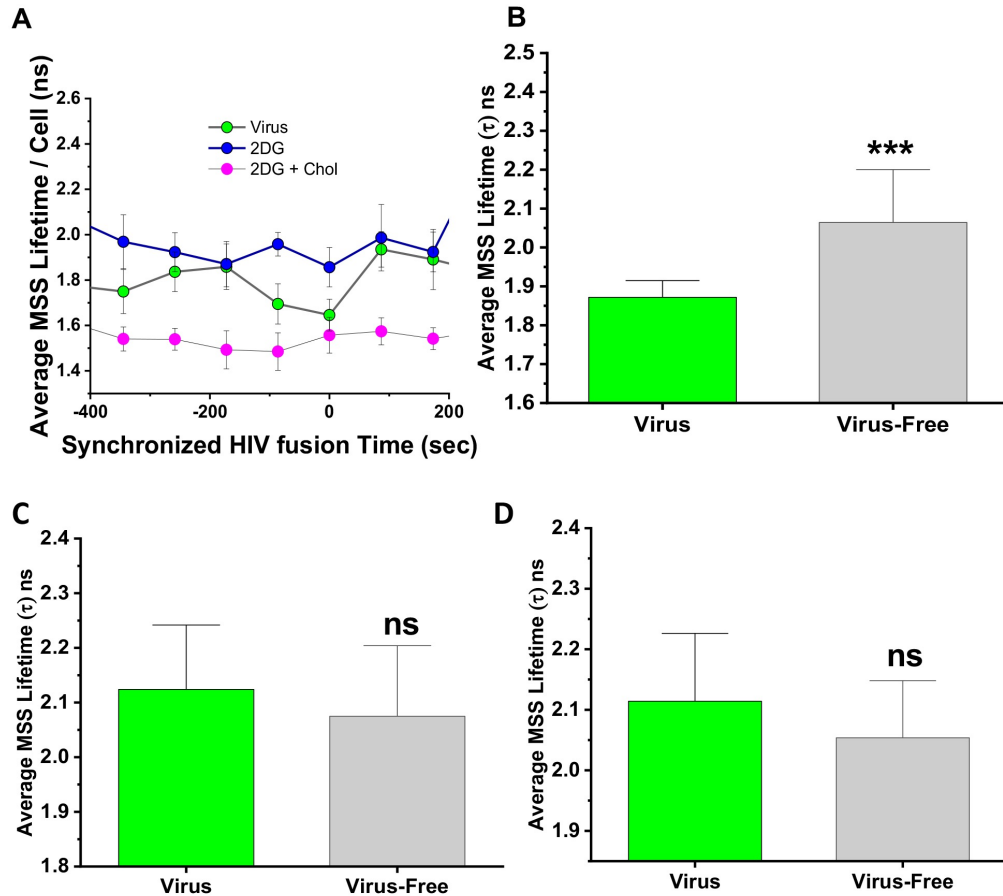 A
Average MSS Lifetime / Cell (ns)
2.6
2.4
2.2
2.0
1.8
1.6
1.4
Virus
2DG
2DG + Chol
-400
-200
0
200
Synchronized HIV fusion Time (sec)
B
Average MSS Lifetime (τ) ns
2.5
2.4
2.3
2.2
2.1
2.0
1.9
1.8
1.7
1.6
***
Virus
Virus-Free
C
Average MSS Lifetime (τ) ns
2.4
2.3
2.2
2.1
2.0
1.9
1.8
ns
Virus
Virus-Free
D
Average MSS Lifetime (τ) ns
2.4
2.3
2.2
2.1
2.0
1.9
ns
Virus
Virus-Free